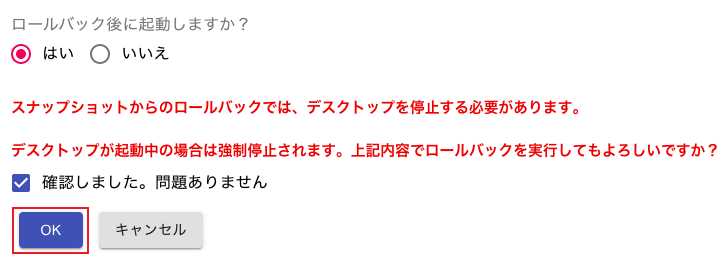 ロールバック後に起動しますか？
はい いいえ
スナップショットからのロールバックでは、デスクトップを停止する必要があります。
デスクトップが起動中の場合は強制停止されます。上記内容でロールバックを実行してもよろしいですか？
確認しました。問題ありません
OK キャンセル